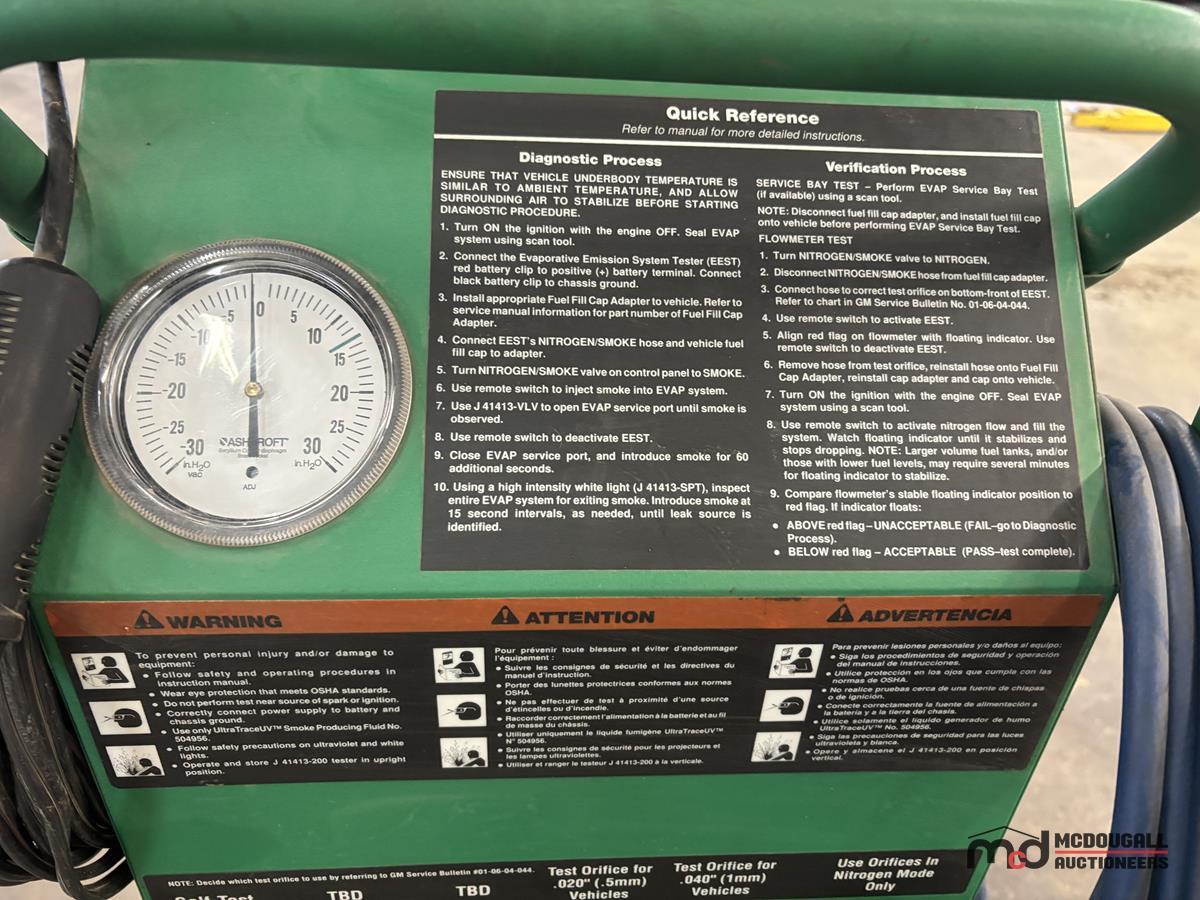 Quick Reference
Refer to manual for more detailed instructions.
Diagnostic Process
ENSURE THAT VEHICLE UNDERBODY TEMPERATURE IS
SIMILAR TO AMBIENT TEMPERATURE, AND ALLOW
SURROUNDING AIR TO STABILIZE BEFORE STARTING
DIAGNOSTIC PROCEDURE.
1. Turn ON the ignition with the engine OFF. Seal EVAP
system using scan tool.
2. Connect the Evaporative Emission System Tester (EEST)
red battery clip to positive (+) battery terminal. Connect
black battery clip to chassis ground.
3. Install appropriate Fuel Fill Cap Adapter to vehicle. Refer to
service manual information for part number of Fuel Fill Cap
Adapter.
4. Connect EEST's NITROGEN/SMOKE hose and vehicle fuel
fill cap to adapter.
5. Turn NITROGEN/SMOKE valve on control panel to SMOKE.
6. Use remote switch to inject smoke into EVAP system.
7. Use J 41413-VLV to open EVAP service port until smoke is
observed.
8. Use remote switch to deactivate EEST.
9. Close EVAP service port, and introduce smoke for 60
additional seconds.
10. Using a high intensity white light (J 41413-SPT), inspect
entire EVAP system for exiting smoke. Introduce smoke at
15 second intervals, as needed, until leak source is
identified.
Verification Process
SERVICE BAY TEST – Perform EVAP Service Bay Test
(if available) using a scan tool.
NOTE: Disconnect fuel fill cap adapter, and install fuel fill cap
onto vehicle before performing EVAP Service Bay Test.
FLOWMETER TEST
1. Turn NITROGEN/SMOKE valve to NITROGEN.
2. Disconnect NITROGEN/SMOKE hose from fuel fill cap adapter.
3. Connect hose to correct test orifice on bottom-front of EEST.
Refer to chart in GM Service Bulletin No. 01-06-04-044.
4. Use remote switch to activate EEST.
5. Align red flag on flowmeter with floating indicator. Use
remote switch to deactivate EEST.
6. Remove hose from test orifice, reinstall hose onto Fuel Fill
Cap Adapter, reinstall cap adapter and cap onto vehicle.
7. Turn ON the ignition with the engine OFF. Seal EVAP
system using a scan tool.
8. Use remote switch to activate nitrogen flow and fill the
system. Watch floating indicator until it stabilizes and
stops dropping. NOTE: Larger volume fuel tanks, and/or
those with lower fuel levels, may require several minutes
for floating indicator to stabilize.
9. Compare flowmeter's stable floating indicator position to
red flag. If indicator floats:
• ABOVE red flag – UNACCEPTABLE (FAIL–go to Diagnostic
Process).
• BELOW red flag – ACCEPTABLE (PASS–test complete).
-5 0 5
-10 10
-15 15
-20 20
-25 25
-30 30
ASHCROFT
in.H₂O
vac
in.H₂O
ADJ
WARNING
To prevent personal injury and/or damage to
equipment:
• Follow safety and operating procedures in
instruction manual.
• Wear eye protection that meets OSHA standards.
• Do not perform test near source of spark or ignition.
• Correctly connect power supply to battery and
chassis ground.
• Use only UltraTraceUV™ Smoke Producing Fluid No.
504956.
• Follow safety precautions on ultraviolet and white
lights.
• Operate and store J 41413-200 tester in upright
position.
ATTENTION
Pour prévenir toute blessure et éviter d'endommager
l'équipement :
• Suivre les consignes de sécurité et les directives du
manuel d'instruction.
• Porter des lunettes protectrices conformes aux normes
OSHA.
• Ne pas effectuer de test à proximité d'une source
d'étincelles ou d'incendie.
• Raccorder correctement l'alimentation à la batterie et au fil
de masse du châssis.
• Utiliser uniquement le liquide fumigène UltraTraceUV™
N° 504956.
• Suivre les consignes de sécurité pour les projecteurs et
les lampes ultraviolettes.
• Utiliser et ranger le testeur J 41413-200 à la verticale.
ADVERTENCIA
Para prevenir lesiones personales y/o daños al equipo:
• Siga los procedimientos de seguridad y operación
del manual de instrucciones.
• Utilice protección en los ojos que cumpla con las
normas de OSHA.
• No realice pruebas cerca de una fuente de chispas
o de ignición.
• Conecte correctamente la fuente de alimentación a
la batería y a la tierra del chasis.
• Utilice solamente el líquido generador de humo
UltraTraceUV™ No. 504956.
• Siga las precauciones de seguridad para las luces
ultravioleta y blanca.
• Opere y almacene el J 41413-200 en posición
vertical.
NOTE: Decide which test orifice to use by referring to GM Service Bulletin #01-06-04-044.
Self-Test
TBD
TBD
Test Orifice for
.020" (.5mm)
Vehicles
Test Orifice for
.040" (1mm)
Vehicles
Use Orifices In
Nitrogen Mode
Only
mcd MCDOUGALL
AUCTIONEERS